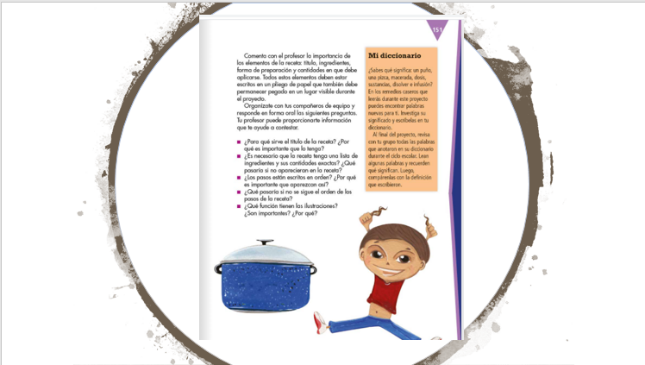 151
Comenta con el profesor la importancia de
los elementos de la receta: título, ingredientes,
forma de preparación y cantidades en que debe
aplicarse. Todos estos elementos deben estar
escritos en un pliego de papel que también debe
permanecer pegado en un lugar visible durante
el proyecto.
Organízate con tus compañeros de equipo y
responde en forma oral las siguientes preguntas.
Tu profesor puede proporcionarte información
que te ayude a contestar:
¿Para qué sirve el título de la receta? ¿Por
qué es importante que lo tenga?
¿Es necesario que la receta tenga una lista de
ingredientes y sus cantidades exactas? ¿Qué
pasaría si no aparecieran en la receta?
¿Los pasos están escritos en orden? ¿Por qué
es importante que aparezcan así?
¿Qué pasaría si no se sigue el orden de los
pasos de la receta?
¿Qué función tienen las ilustraciones?
¿Son importantes? ¿Por qué?
Mi diccionario
¿Sabes qué significa: un puño,
una pizca, macerado, dosis,
sustancias, disolver e infusión?
En los remedios caseros que
leerás durante este proyecto
puedes encontrar palabras
nuevas para ti. Investiga su
significado y escríbelas en tu
diccionario.
Al final del proyecto, revisa
con tu grupo todas las palabras
que anotaron en su diccionario
durante el ciclo escolar. Lean
algunas palabras y recuerden
qué significan. Luego,
compárenlas con la definición
que escribieron.